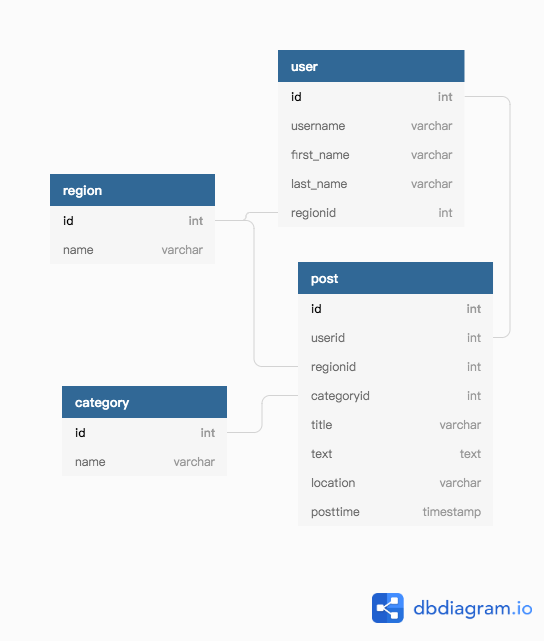 user
id int
username varchar
first_name varchar
last_name varchar
regionid int
region
id int
name varchar
post
id int
userid int
regionid int
categoryid int
title varchar
text text
location varchar
posttime timestamp
category
id int
name varchar
dbdiagram.io